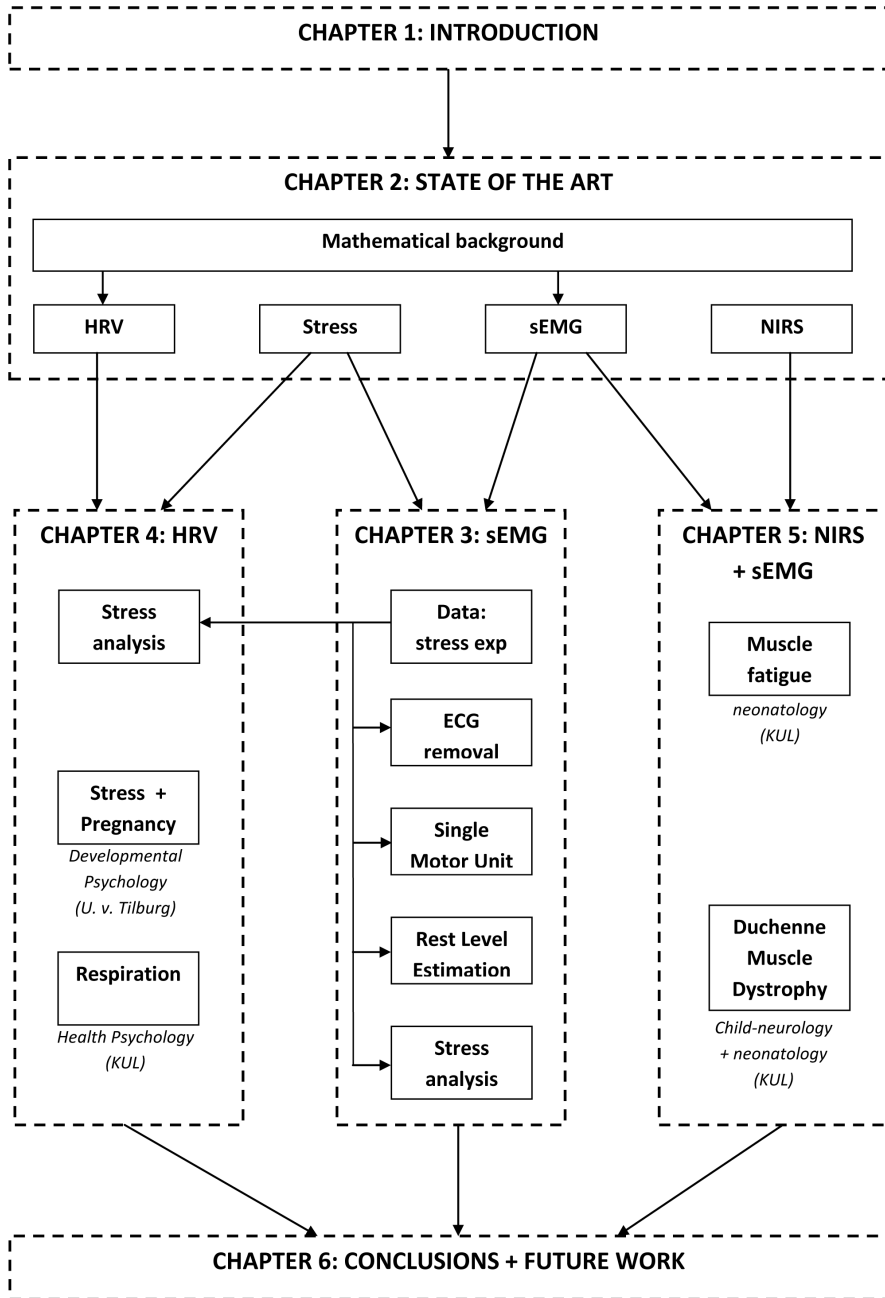 CHAPTER 1: INTRODUCTION
CHAPTER 2: STATE OF THE ART
Mathematical background
HRV
Stress
sEMG
NIRS
CHAPTER 4: HRV
Stress
analysis
Stress +
Pregnancy
Developmental
Psychology
(U. v. Tilburg)
Respiration
Health Psychology
(KUL)
CHAPTER 3: sEMG
Data:
stress exp
ECG
removal
Single
Motor Unit
Rest Level
Estimation
Stress
analysis
CHAPTER 5: NIRS
+ sEMG
Muscle
fatigue
neonatology
(KUL)
Duchenne
Muscle
Dystrophy
Child-neurology
+ neonatology
(KUL)
CHAPTER 6: CONCLUSIONS + FUTURE WORK